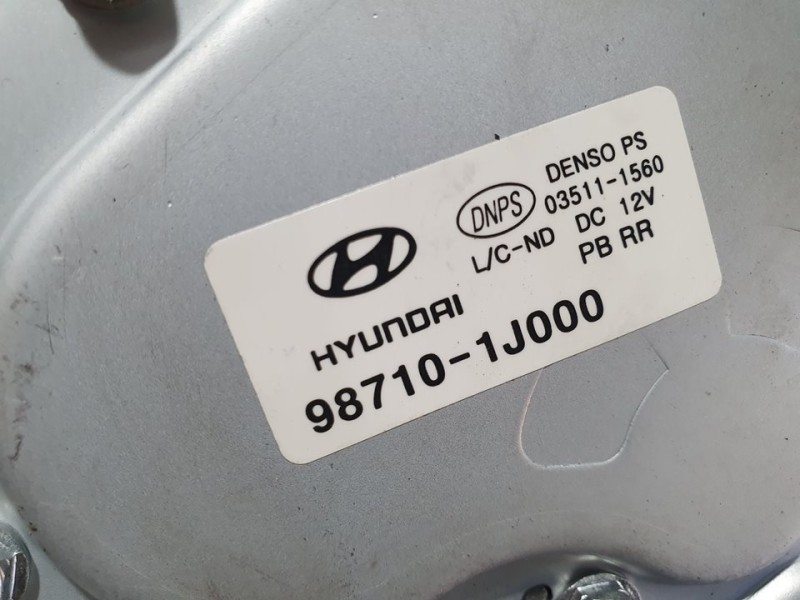 DENSO PS
DNPS 03511-1560
L/C-ND DC 12V
PB RR
HYUNDAI
98710-1J000